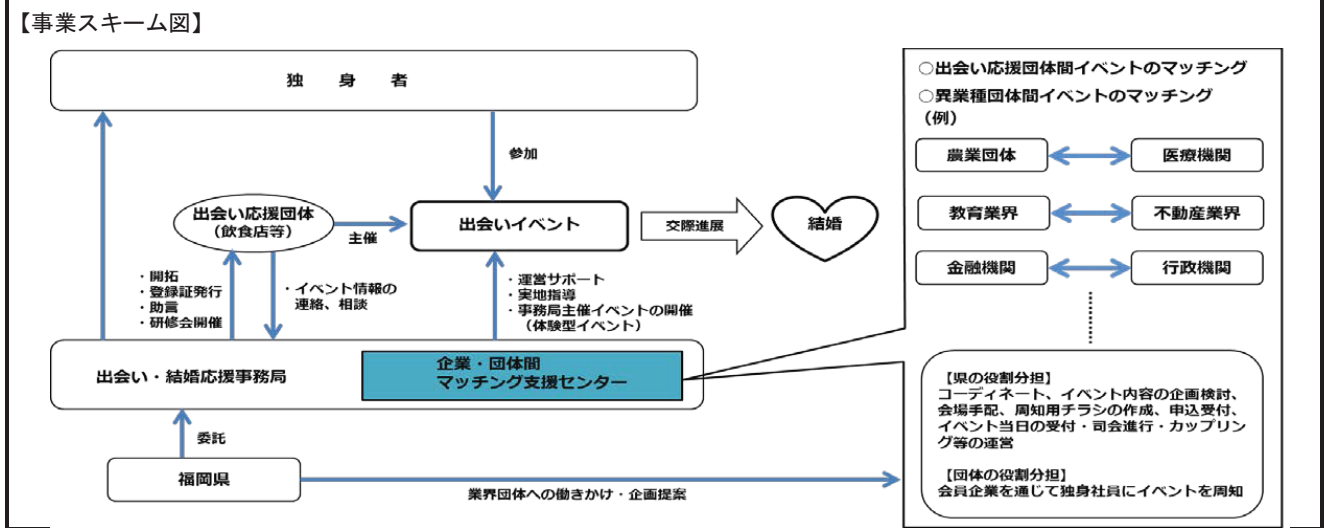 【事業スキーム図】
独 身 者
参加
出会い応援団体
(飲食店等)
主催
出会いイベント
交際進展
結婚
・開拓
・登録証発行
・助言
・研修会開催
・イベント情報の
連絡、相談
・運営サポート
・実地指導
・事務局主催イベントの開催
(体験型イベント)
出会い・結婚応援事務局
企業・団体間
マッチング支援センター
委託
福岡県
業界団体への働きかけ・企画提案
○出会い応援団体間イベントのマッチング
○異業種団体間イベントのマッチング
(例)
農業団体
医療機関
教育業界
不動産業界
金融機関
行政機関
【県の役割分担】
コーディネート、イベント内容の企画検討、
会場手配、周知用チラシの作成、申込受付、
イベント当日の受付・司会進行・カップリン
グ等の運営
【団体の役割分担】
会員企業を通じて独身社員にイベントを周知